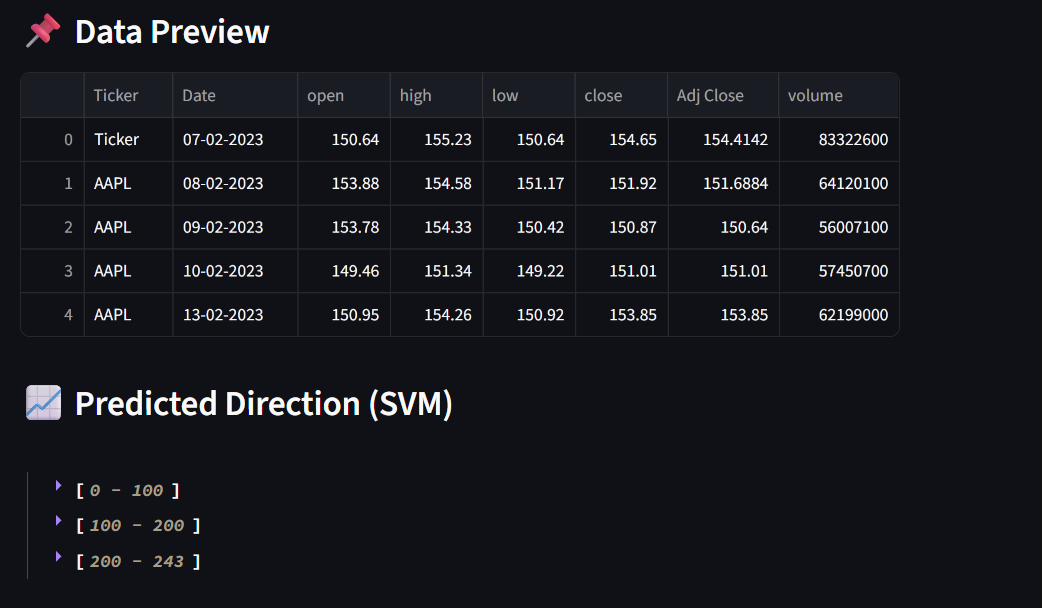 Data Preview
Ticker Date open high low close Adj Close volume
0 Ticker 07-02-2023 150.64 155.23 150.64 154.65 154.4142 83322600
1 AAPL 08-02-2023 153.88 154.58 151.17 151.92 151.6884 64120100
2 AAPL 09-02-2023 153.78 154.33 150.42 150.87 150.64 56007100
3 AAPL 10-02-2023 149.46 151.34 149.22 151.01 151.01 57450700
4 AAPL 13-02-2023 150.95 154.26 150.92 153.85 153.85 62199000
Predicted Direction (SVM)
[ 0 – 100 ]
[ 100 – 200 ]
[ 200 – 243 ]